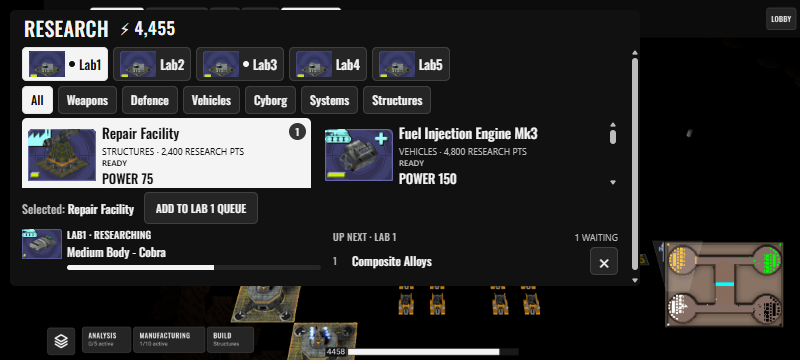 RESEARCH ⚡ 4,455
LOBBY
Lab1
Lab2
Lab3
Lab4
Lab5
All
Weapons
Defence
Vehicles
Cyborg
Systems
Structures
Repair Facility
1
STRUCTURES · 2,400 RESEARCH PTS
READY
POWER 75
Fuel Injection Engine Mk3
VEHICLES · 4,800 RESEARCH PTS
READY
POWER 150
Selected: Repair Facility
ADD TO LAB 1 QUEUE
LAB1 · RESEARCHING
Medium Body - Cobra
UP NEXT · LAB 1
1 WAITING
1 Composite Alloys
×
ANALYSIS
0/5 active
MANUFACTURING
1/10 active
BUILD
Structures
4458